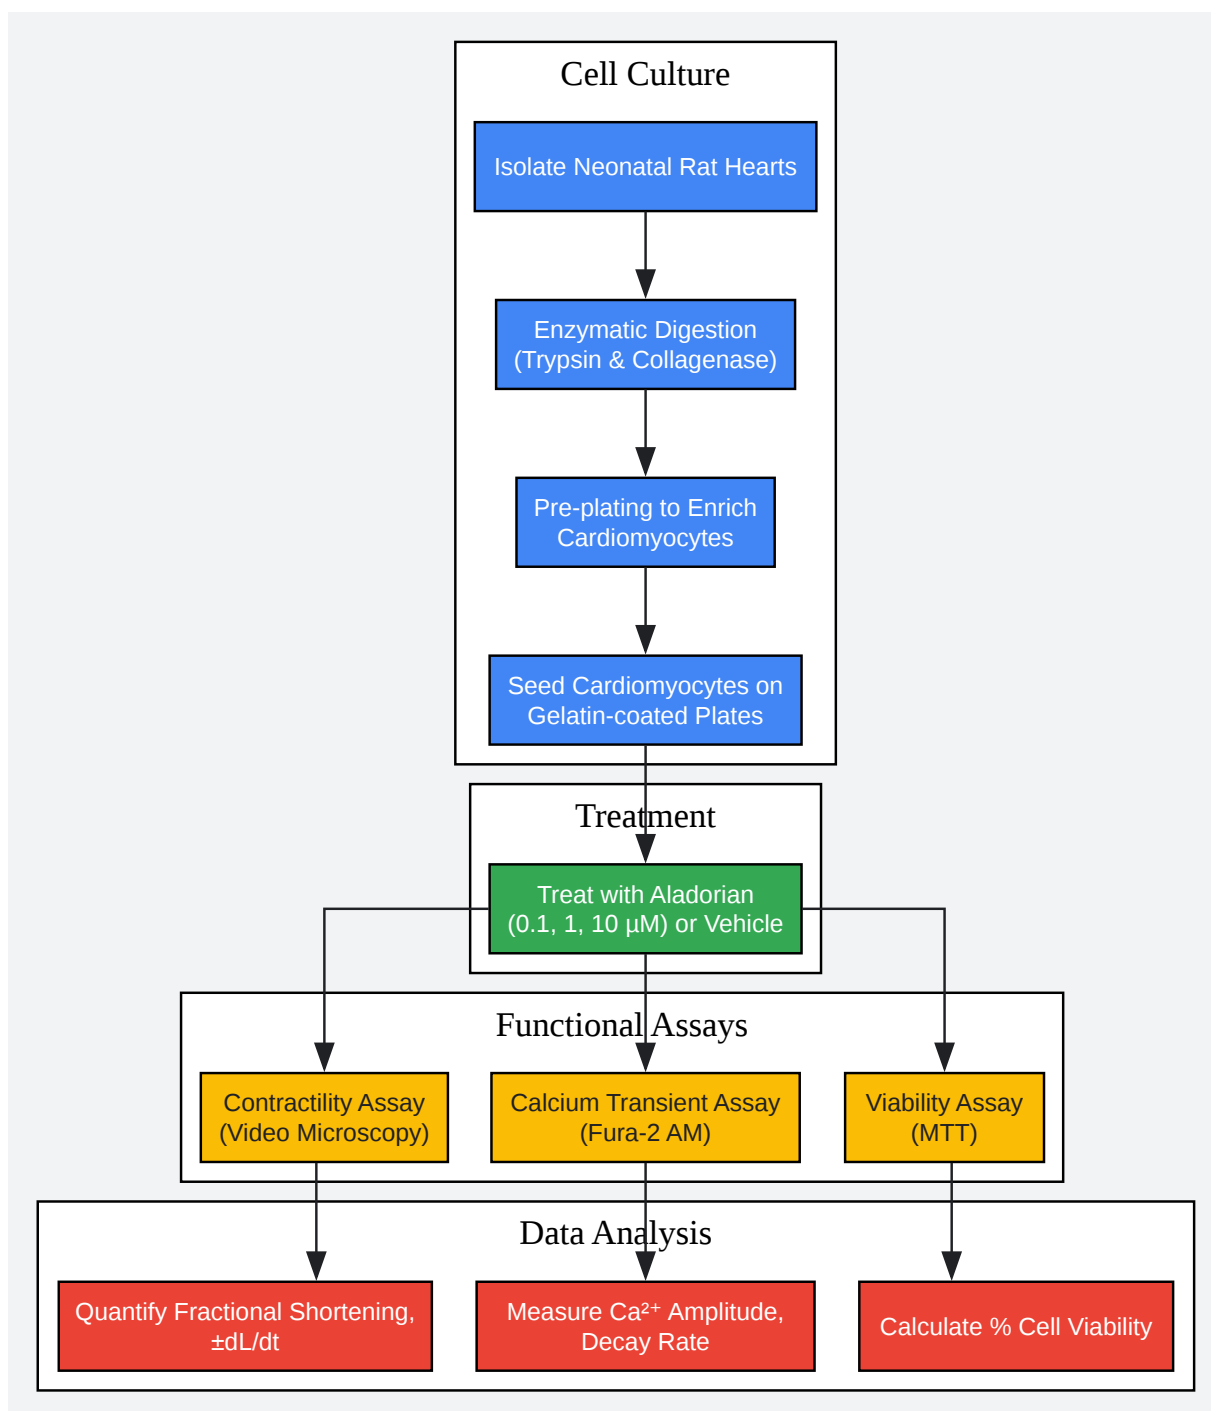 Cell Culture
Isolate Neonatal Rat Hearts
Enzymatic Digestion
(Trypsin & Collagenase)
Pre-plating to Enrich
Cardiomyocytes
Seed Cardiomyocytes on
Gelatin-coated Plates
Treatment
Treat with Aladorian
(0.1, 1, 10 µM) or Vehicle
Functional Assays
Contractility Assay
(Video Microscopy)
Calcium Transient Assay
(Fura-2 AM)
Viability Assay
(MTT)
Data Analysis
Quantify Fractional Shortening,
±dL/dt
Measure Ca²⁺ Amplitude,
Decay Rate
Calculate % Cell Viability